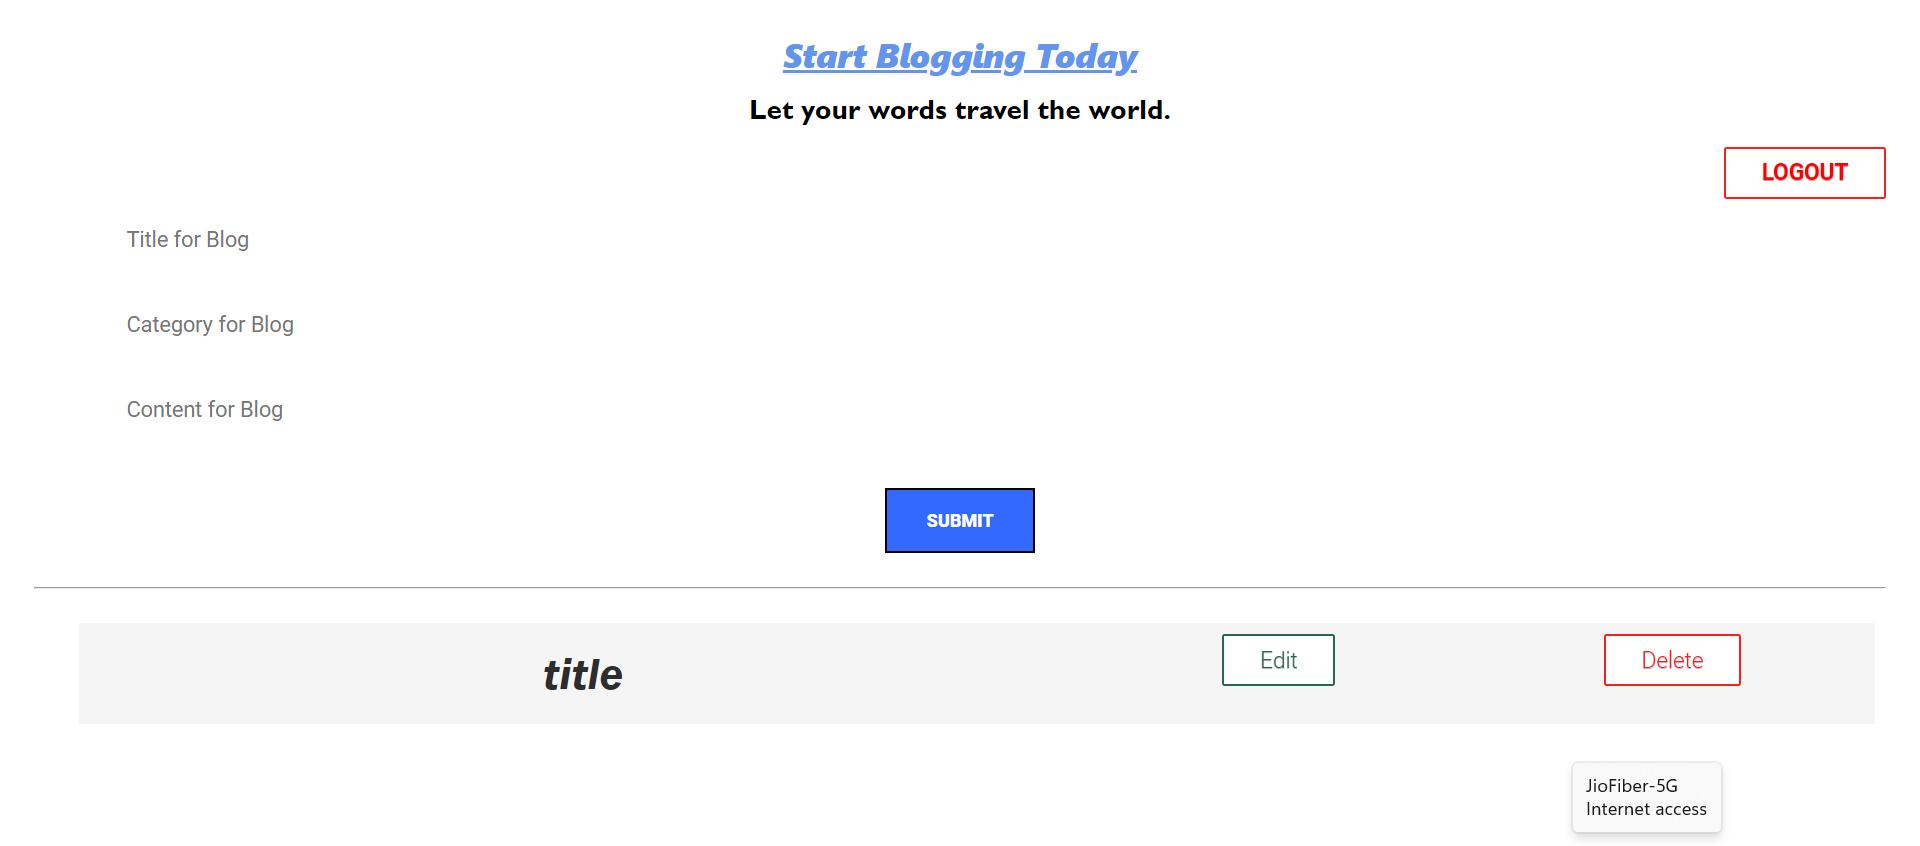 Start Blogging Today
Let your words travel the world.
LOGOUT
Title for Blog
Category for Blog
Content for Blog
SUBMIT
title
Edit
Delete
JioFiber-5G
Internet access